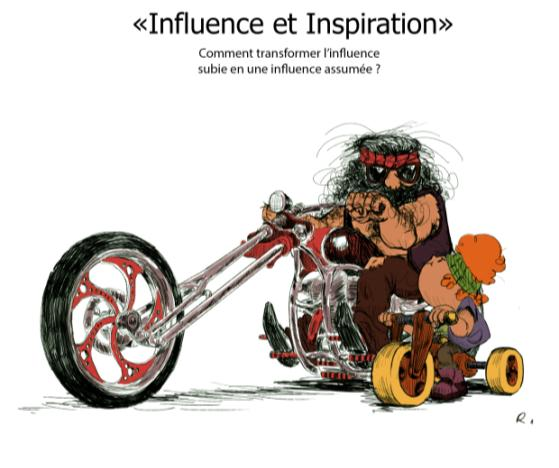 «Influence et Inspiration»
Comment transformer l’influence
subie en une influence assumée ?
R.